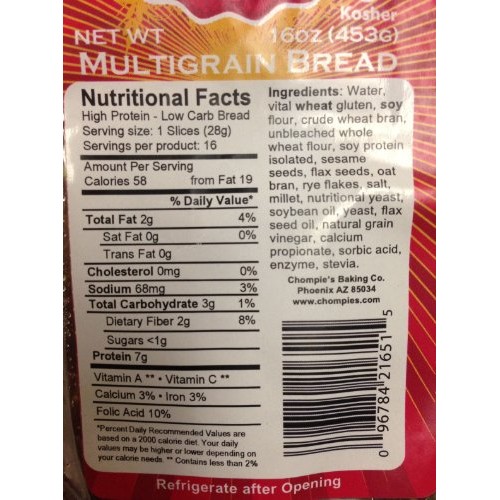 Kosher
NET WT 16oz (453G)
MULTIGRAIN BREAD
Nutritional Facts
High Protein - Low Carb Bread
Serving size: 1 Slices (28g)
Servings per product: 16
Amount Per Serving
Calories 58 from Fat 19
% Daily Value*
Total Fat 2g 4%
Sat Fat 0g 0%
Trans Fat 0g
Cholesterol 0mg 0%
Sodium 68mg 3%
Total Carbohydrate 3g 1%
Dietary Fiber 2g 8%
Sugars <1g
Protein 7g
Vitamin A ** • Vitamin C **
Calcium 3% • Iron 3%
Folic Acid 10%
*Percent Daily Recommended Values are
based on a 2000 calorie diet. Your daily
values may be higher or lower depending on
your calorie needs. ** Contains less than 2%
Ingredients: Water,
vital wheat gluten, soy
flour, crude wheat bran,
unbleached whole
wheat flour, soy protein
isolated, sesame
seeds, flax seeds, oat
bran, rye flakes, salt,
millet, nutritional yeast,
soybean oil, yeast, flax
seed oil, natural grain
vinegar, calcium
propionate, sorbic acid,
enzyme, stevia.
Chompie's Baking Co.
Phoenix AZ 85034
www.chompies.com
0 96784 21651 5
Refrigerate after Opening